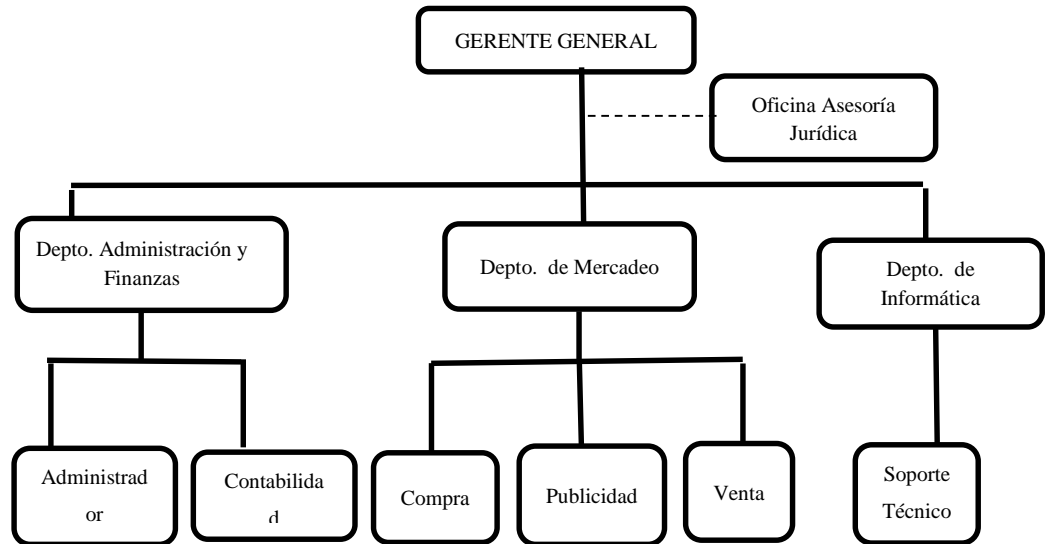 GERENTE GENERAL
Oficina Asesoría
Jurídica
Depto. Administración y
Finanzas
Depto. de Mercadeo
Depto. de
Informática
Administrad
or
Contabilida
d
Compra
Publicidad
Venta
Soporte
Técnico